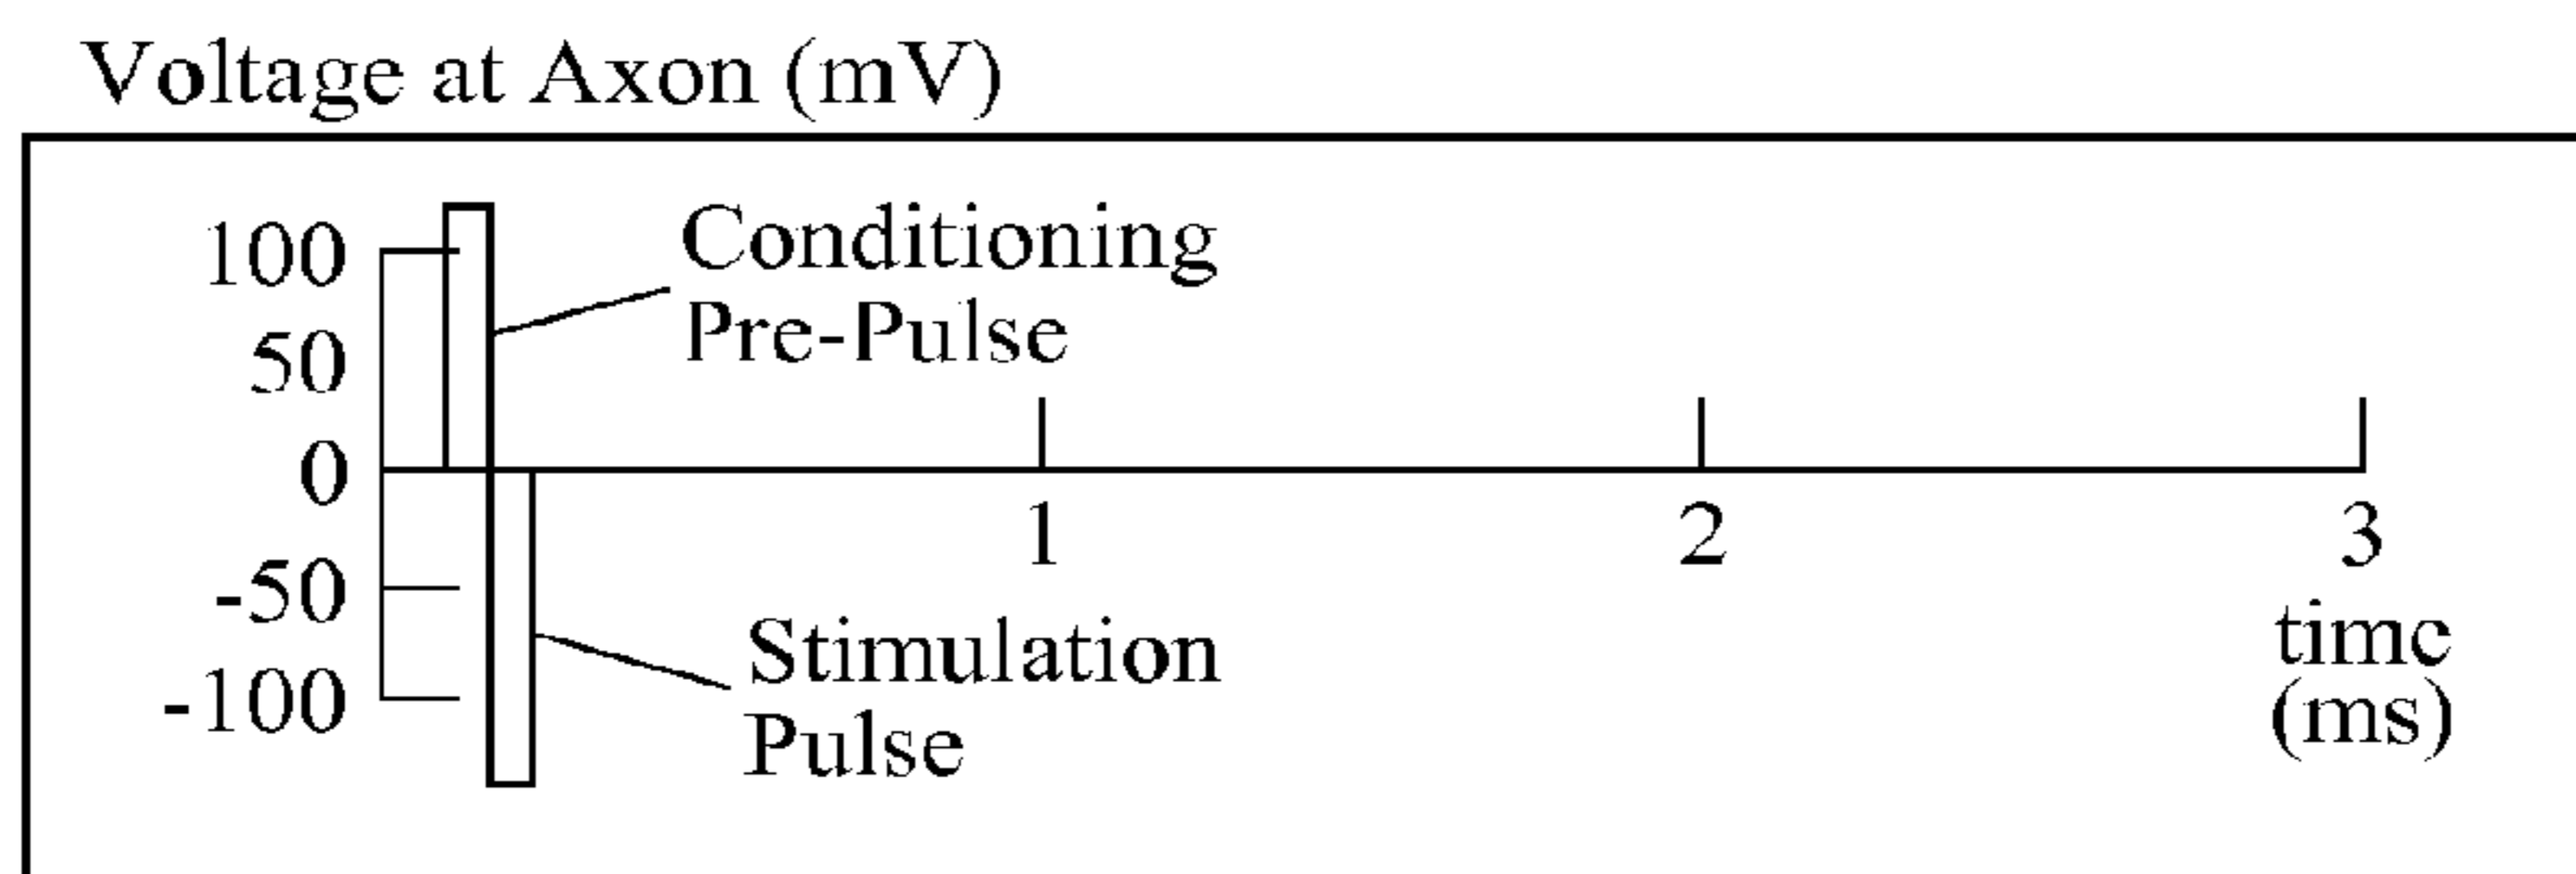 Voltage at Axon (mV)
100
50
0
-50
-100
Conditioning
Pre-Pulse
1
2
3
time
(ms)
Stimulation
Pulse